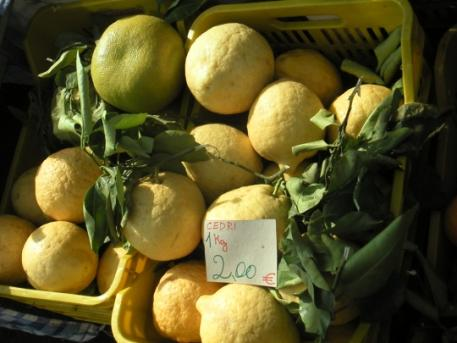 CEDRI
1 Kg
2,00 €